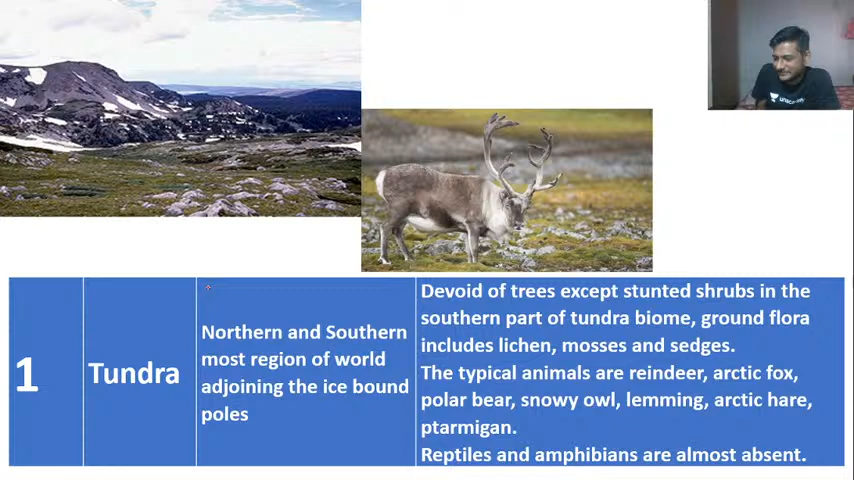 1
Tundra
Northern and Southern
most region of world
adjoining the ice bound
poles
Devoid of trees except stunted shrubs in the
southern part of tundra biome, ground flora
includes lichen, mosses and sedges.
The typical animals are reindeer, arctic fox,
polar bear, snowy owl, lemming, arctic hare,
ptarmigan.
Reptiles and amphibians are almost absent.